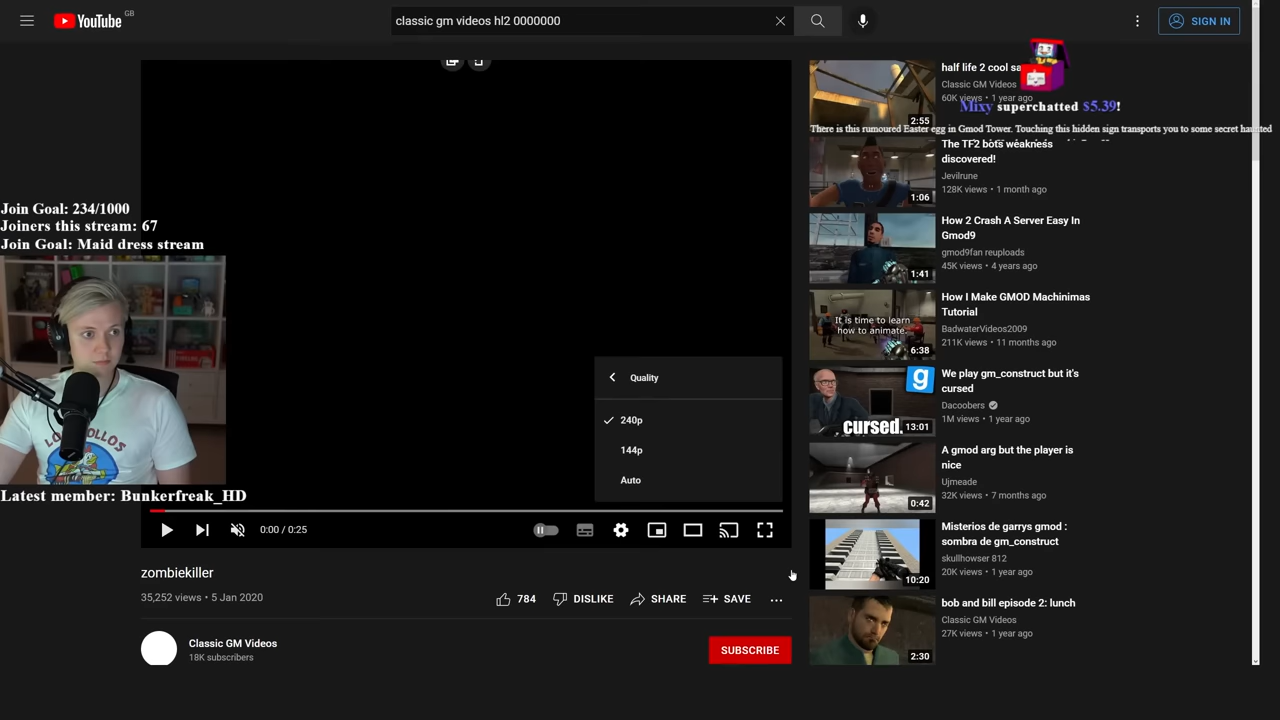 YouTube GB
classic gm videos hl2 0000000
SIGN IN
Join Goal: 234/1000
Joiners this stream: 67
Join Goal: Maid dress stream
LOS POLLOS
Latest member: Bunkerfreak_HD
Quality
240p
144p
Auto
0:00 / 0:25
zombiekiller
35,252 views • 5 Jan 2020
784
DISLIKE
SHARE
SAVE
Classic GM Videos
18K subscribers
SUBSCRIBE
Mixy superchatted $5.39!
There is this rumoured Easter egg in Gmod Tower. Touching this hidden sign transports you to some secret haunted
half life 2 cool
Classic GM Videos
60K views • 1 year ago
2:55
The TF2 bots weakness
discovered!
Jevilrune
128K views • 1 month ago
1:06
How 2 Crash A Server Easy In
Gmod9
gmod9fan reuploads
45K views • 4 years ago
1:41
How I Make GMOD Machinimas
Tutorial
BadwaterVideos2009
211K views • 11 months ago
It is time to learn
how to animate.
6:38
We play gm_construct but it's
cursed
Dacoobers
1M views • 1 year ago
g
cursed.
13:01
A gmod arg but the player is
nice
Ujmeade
32K views • 7 months ago
0:42
Misterios de garrys gmod :
sombra de gm_construct
skullhowser 812
20K views • 1 year ago
10:20
bob and bill episode 2: lunch
Classic GM Videos
27K views • 1 year ago
2:30